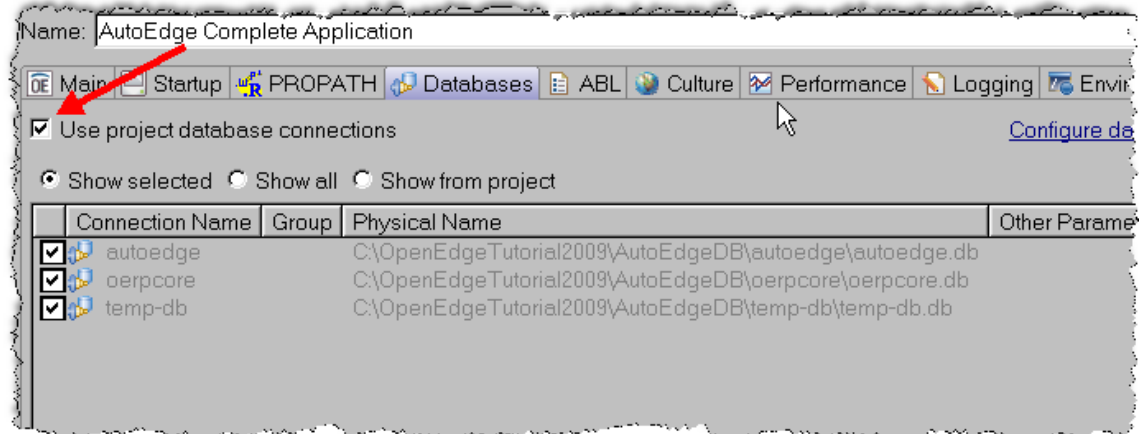 Name: AutoEdge Complete Application
OE Main Startup PROPATH Databases ABL Culture Performance Logging Envir
Use project database connections Configure da
Show selected Show all Show from project
Connection Name Group Physical Name Other Parame
autoedge C:\OpenEdgeTutorial2009\AutoEdgeDB\autoedge\autoedge.db
oerpcore C:\OpenEdgeTutorial2009\AutoEdgeDB\oerpcore\oerpcore.db
temp-db C:\OpenEdgeTutorial2009\AutoEdgeDB\temp-db\temp-db.db